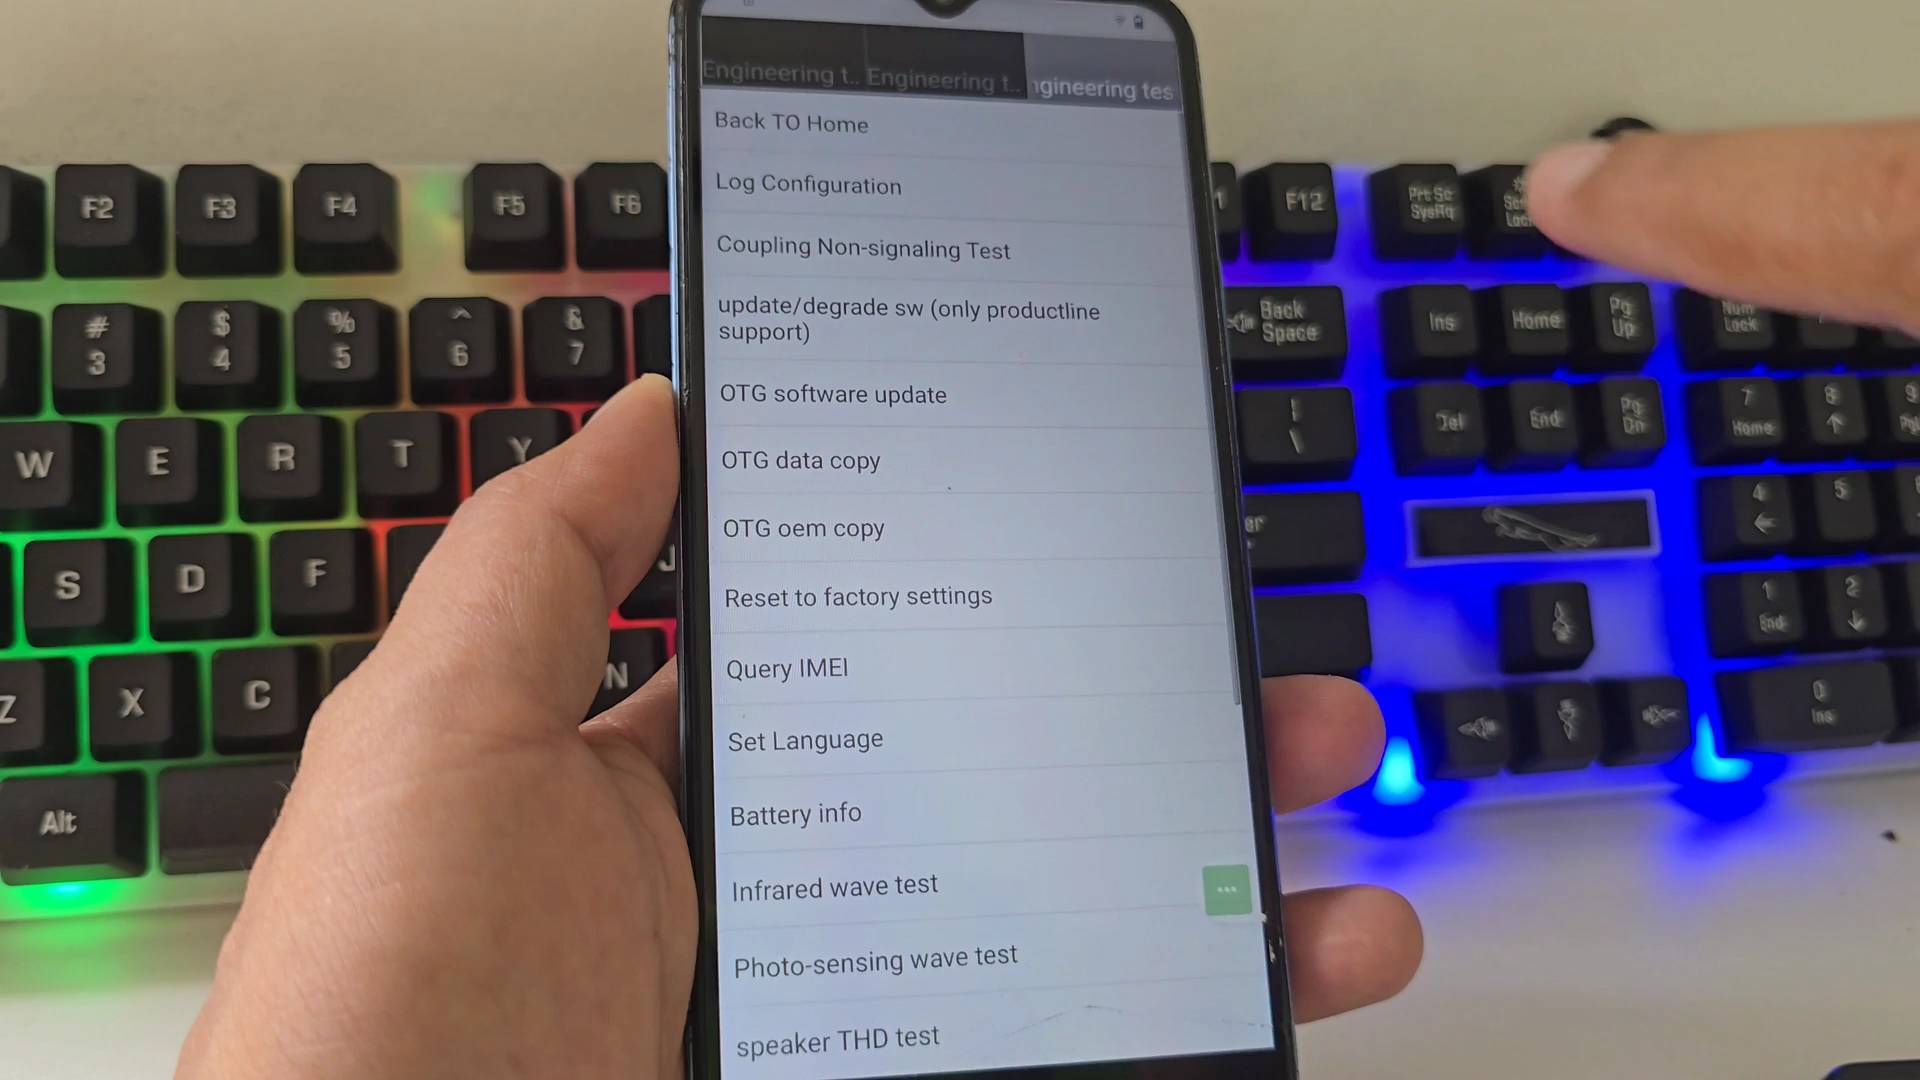 Engineering t.. Engineering t.. ngineering tes
Back TO Home
Log Configuration
Coupling Non-signaling Test
update/degrade sw (only productline
support)
OTG software update
OTG data copy
OTG oem copy
Reset to factory settings
Query IMEI
Set Language
Battery info
Infrared wave test
Photo-sensing wave test
speaker THD test
F2 F3 F4 F5 F6
F12 PrtSc
SysRq
# 3 $ 4 % 5 ^ 6 & 7
Back
Space
Ins Home Pg
Up
Num
Lock
W E R T Y
Del End Pg
Dn
7
Home
8
9
S D F J
4 5
Z X C N
1
End
2
0
Ins
Alt